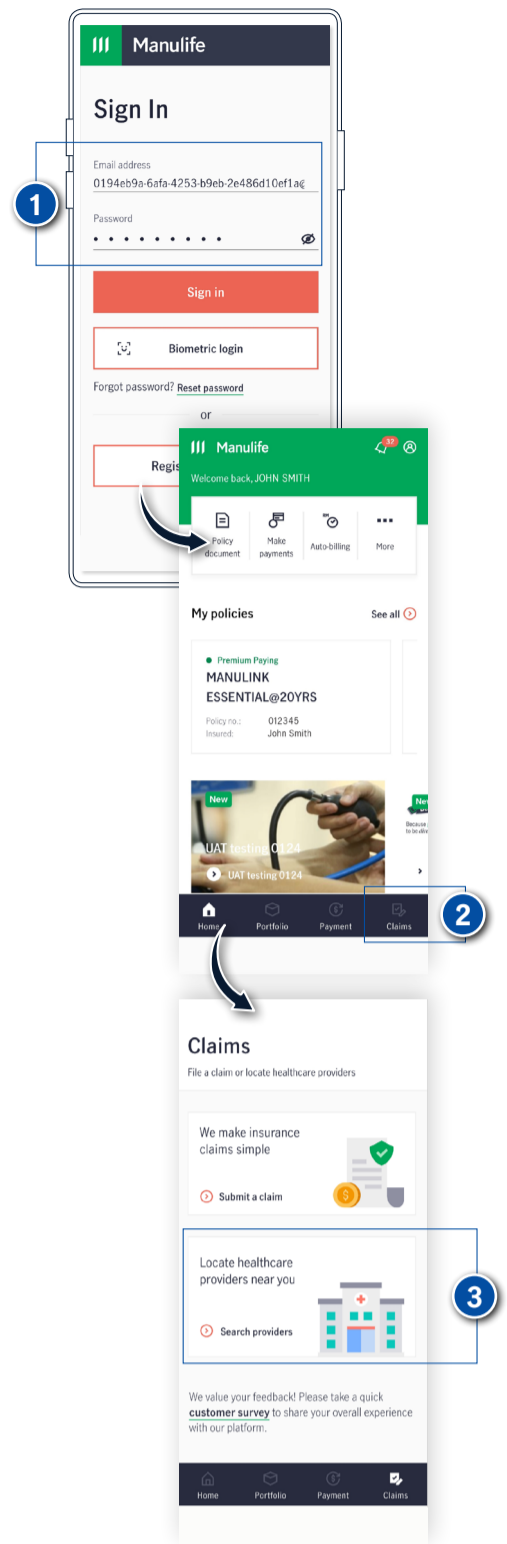 Manulife
Sign In
Email address
0194eb9a-6afa-4253-b9eb-2e486d10ef1a@
1
Password
Sign in
Biometric login
Forgot password? Reset password
or
Regis
Manulife
37
Welcome back, JOHN SMITH
Policy document
Make payments
Auto-billing
More
My policies
See all
Premium Paying
MANULINK
ESSENTIAL@20YRS
Policy no.: 012345
Insured: John Smith
New
UAT testing 0124
UAT testing 0124
New
Because
to be
Home
Portfolio
Payment
Claims
2
Claims
File a claim or locate healthcare providers
We make insurance
claims simple
Submit a claim
Locate healthcare
providers near you
Search providers
3
We value your feedback! Please take a quick
customer survey to share your overall experience
with our platform.
Home
Portfolio
Payment
Claims